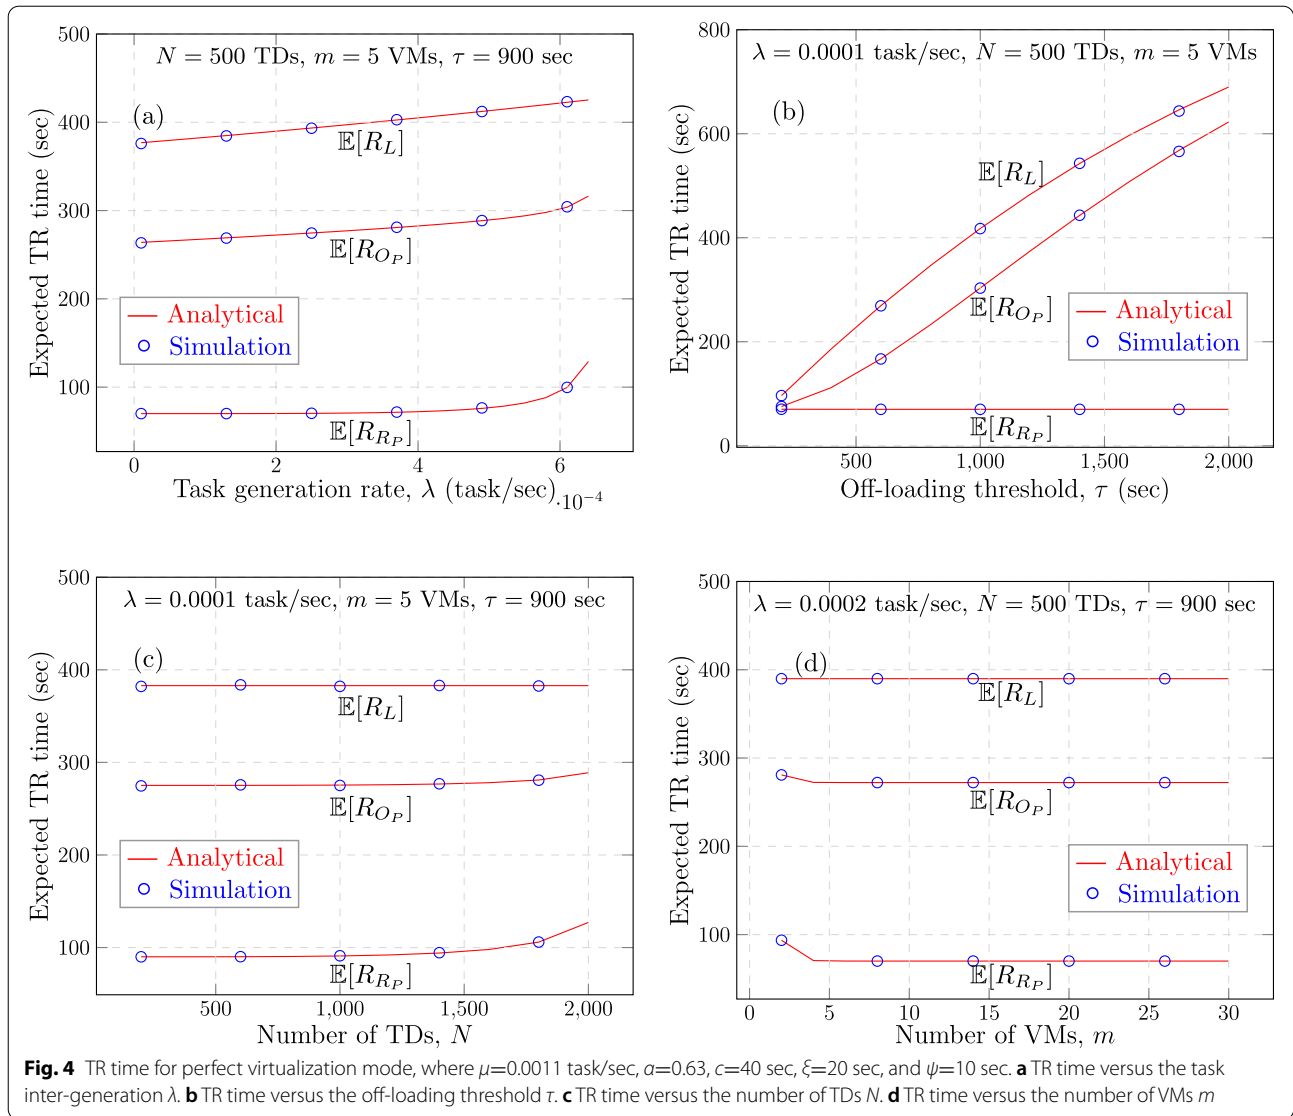 N = 500 TDs, m = 5 VMs, τ = 900 sec
(a)
𝔼[R_L]
𝔼[R_{O_P}]
𝔼[R_{R_P}]
Analytical
Simulation
500
400
300
200
100
0 2 4 6
·10⁻⁴
Expected TR time (sec)
Task generation rate, λ (task/sec)
λ = 0.0001 task/sec, N = 500 TDs, m = 5 VMs
(b)
𝔼[R_L]
𝔼[R_{O_P}]
𝔼[R_{R_P}]
Analytical
Simulation
800
600
400
200
0
500 1,000 1,500 2,000
Expected TR time (sec)
Off-loading threshold, τ (sec)
λ = 0.0001 task/sec, m = 5 VMs, τ = 900 sec
(c)
𝔼[R_L]
𝔼[R_{O_P}]
𝔼[R_{R_P}]
Analytical
Simulation
500
400
300
200
100
500 1,000 1,500 2,000
Expected TR time (sec)
Number of TDs, N
λ = 0.0002 task/sec, N = 500 TDs, τ = 900 sec
(d)
𝔼[R_L]
𝔼[R_{O_P}]
𝔼[R_{R_P}]
Analytical
Simulation
500
400
300
200
100
0 5 10 15 20 25 30
Expected TR time (sec)
Number of VMs, m
Fig. 4 TR time for perfect virtualization mode, where μ=0.0011 task/sec, α=0.63, c=40 sec, ξ=20 sec, and ψ=10 sec. a TR time versus the task
inter-generation λ. b TR time versus the off-loading threshold τ. c TR time versus the number of TDs N. d TR time versus the number of VMs m